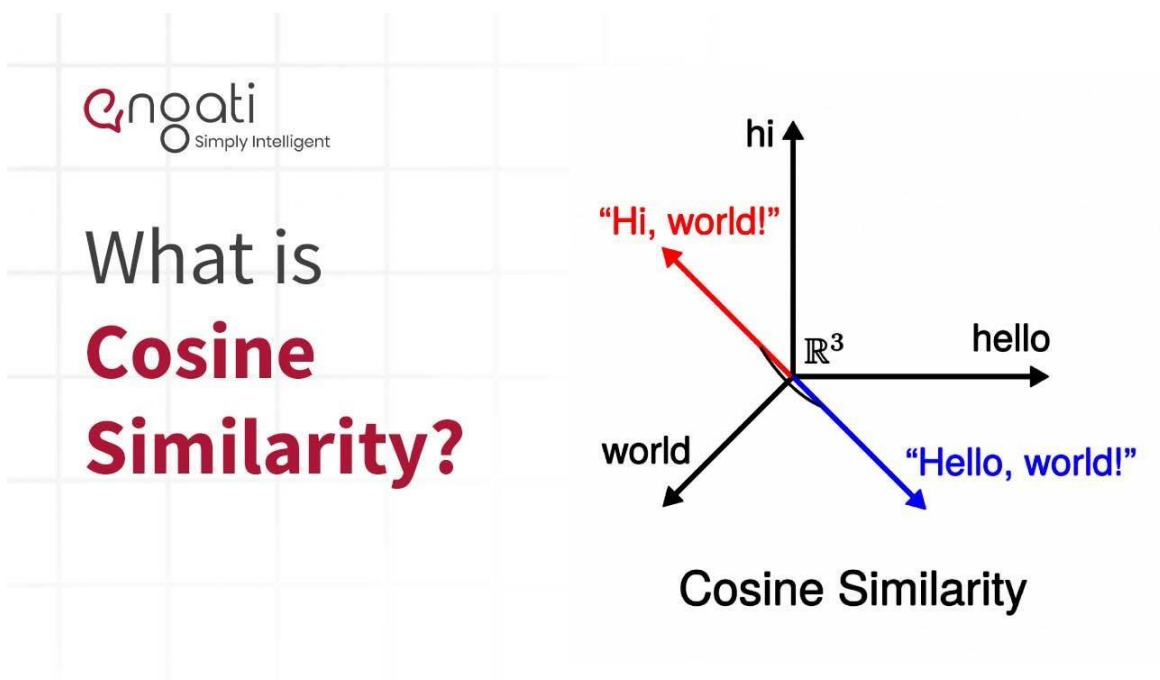 engati
Simply Intelligent
What is
Cosine
Similarity?
hi
“Hi, world!”
hello
ℝ³
world
“Hello, world!”
Cosine Similarity